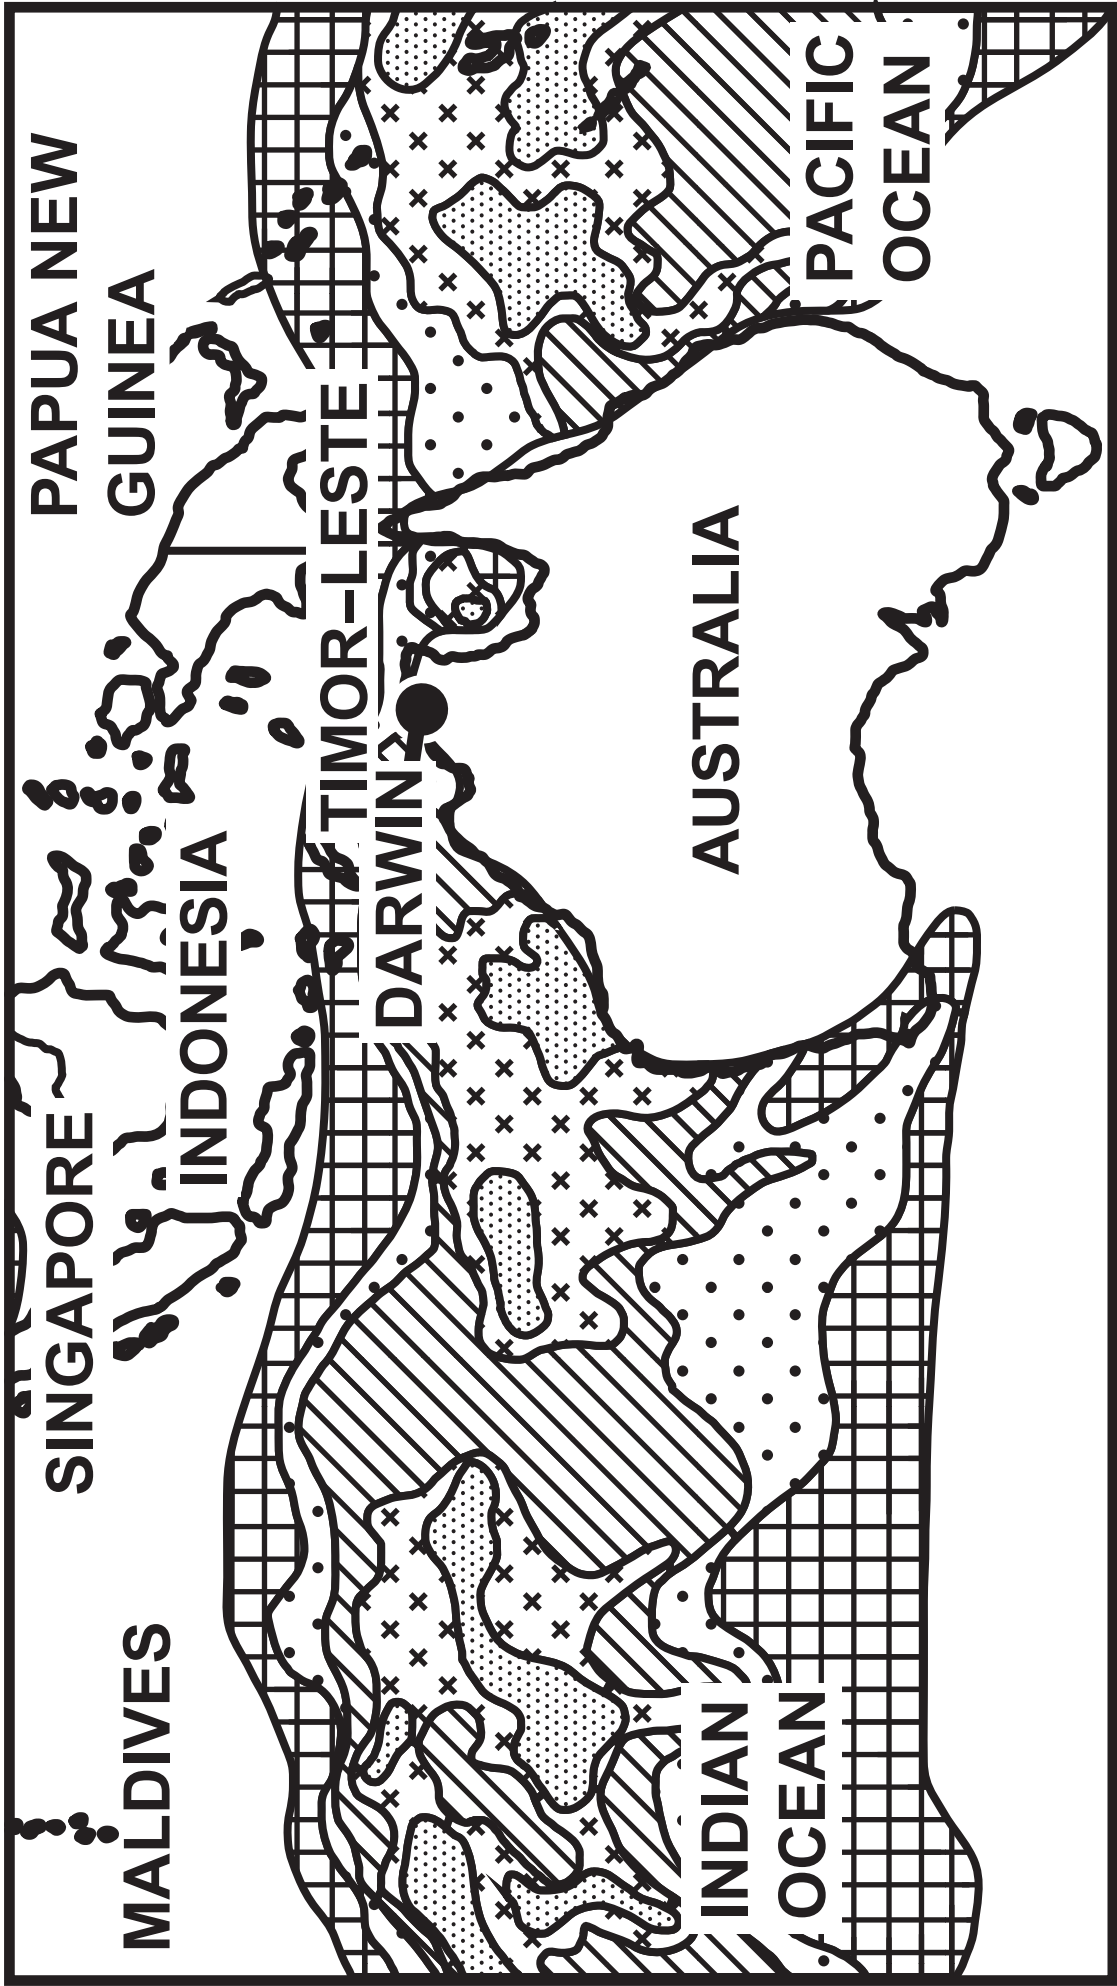 MALDIVES
SINGAPORE
INDONESIA
PAPUA NEW
GUINEA
TIMOR-LESTE
DARWIN
AUSTRALIA
INDIAN
OCEAN
PACIFIC
OCEAN